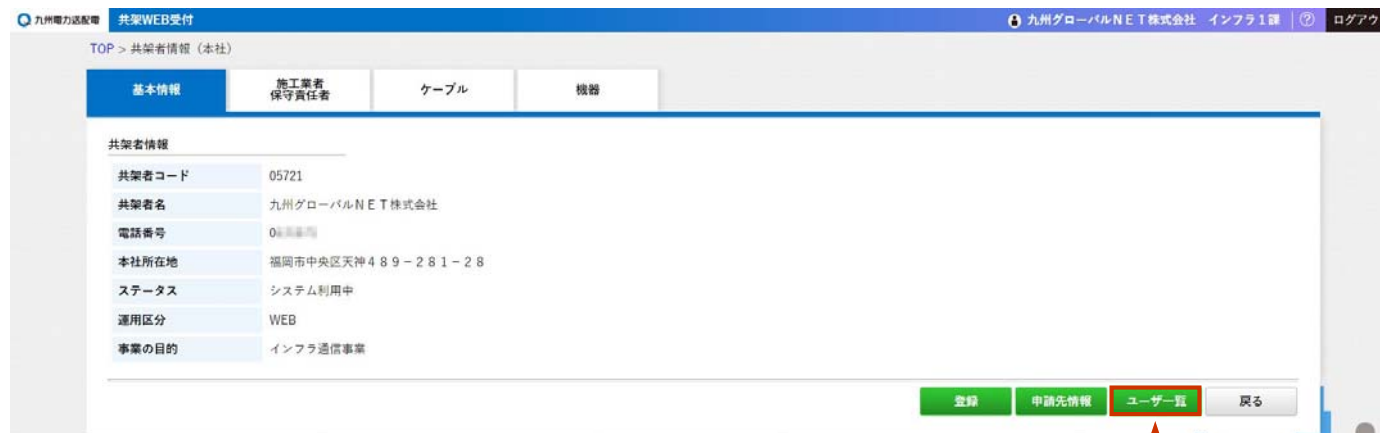 九州電力送配電 共架WEB受付 九州グローバルNET株式会社 インフラ1課 ? ログアウ
TOP > 共架者情報（本社）
基本情報 施工業者 保守責任者 ケーブル 機器
共架者情報
共架者コード 05721
共架者名 九州グローバルNET株式会社
電話番号 0
本社所在地 福岡市中央区天神489-281-28
ステータス システム利用中
運用区分 WEB
事業の目的 インフラ通信事業
登録 申請先情報 ユーザ一覧 戻る